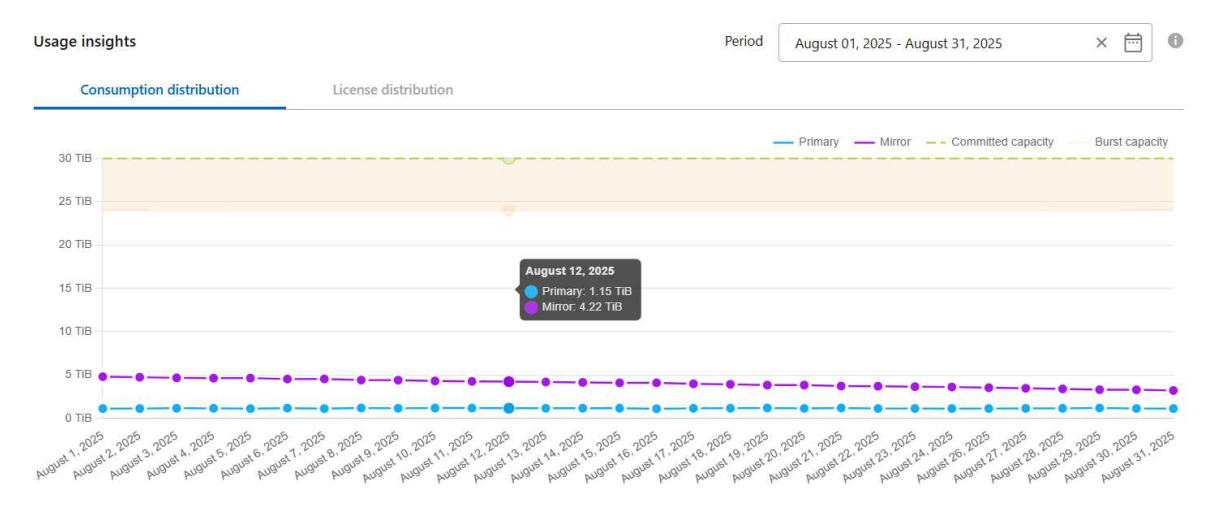 Usage insights
Period
August 01, 2025 - August 31, 2025
Consumption distribution
License distribution
Primary
Mirror
Committed capacity
Burst capacity
30 TiB
25 TiB
20 TiB
15 TiB
10 TiB
5 TiB
0 TiB
August 12, 2025
Primary: 1.15 TiB
Mirror: 4.22 TiB
August 1, 2025
August 2, 2025
August 3, 2025
August 4, 2025
August 5, 2025
August 6, 2025
August 7, 2025
August 8, 2025
August 9, 2025
August 10, 2025
August 11, 2025
August 12, 2025
August 13, 2025
August 14, 2025
August 15, 2025
August 16, 2025
August 17, 2025
August 18, 2025
August 19, 2025
August 20, 2025
August 21, 2025
August 22, 2025
August 23, 2025
August 24, 2025
August 26, 2025
August 27, 2025
August 28, 2025
August 29, 2025
August 30, 2025
August 31, 2025